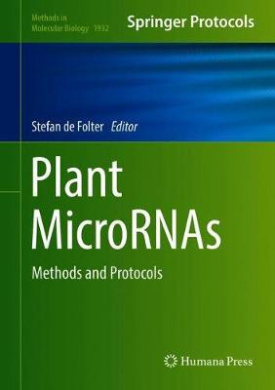 Methods in
Molecular Biology 1932
Springer Protocols
Stefan de Folter Editor
Plant
MicroRNAs
Methods and Protocols
Humana Press